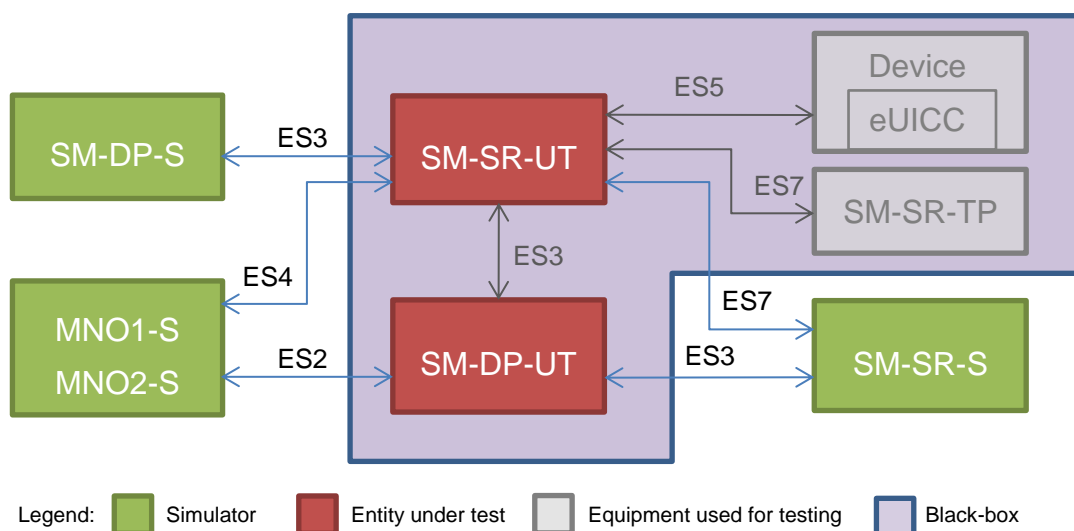 Device
eUICC
ES5
SM-DP-S
ES3
SM-SR-UT
ES7
SM-SR-TP
ES3
ES4
MNO1-S
MNO2-S
ES2
SM-DP-UT
ES7
ES3
SM-SR-S
Legend:
Simulator
Entity under test
Equipment used for testing
Black-box